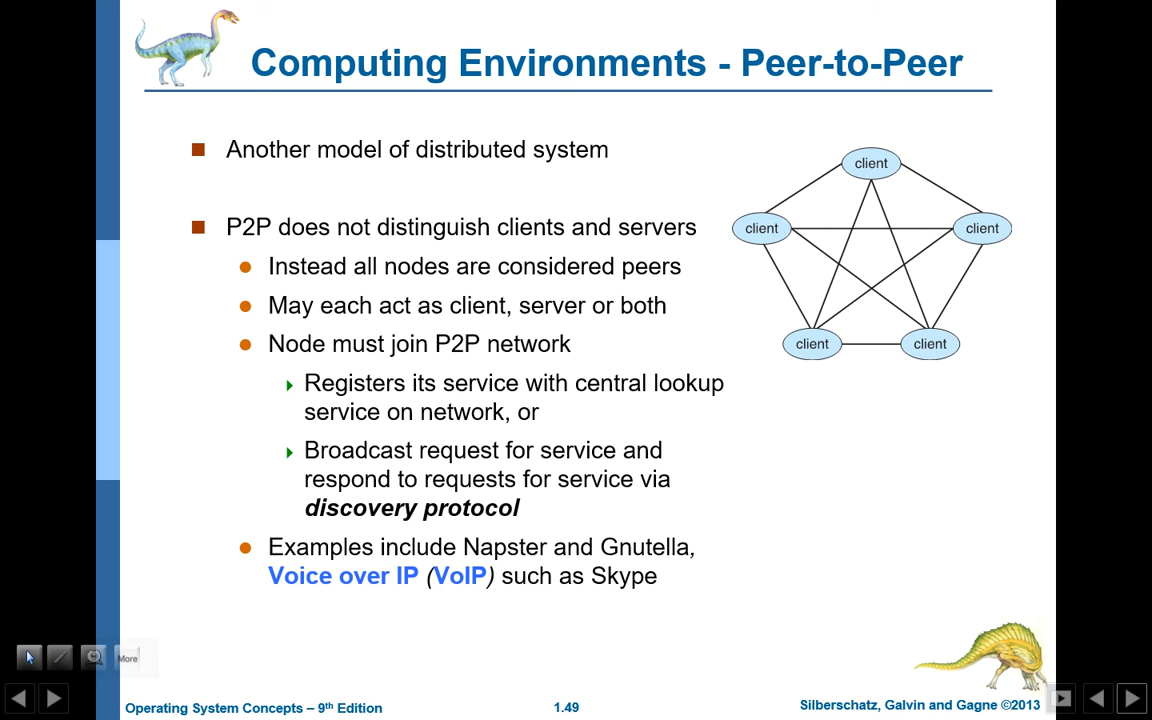 Computing Environments - Peer-to-Peer
Another model of distributed system
P2P does not distinguish clients and servers
Instead all nodes are considered peers
May each act as client, server or both
Node must join P2P network
Registers its service with central lookup
service on network, or
Broadcast request for service and
respond to requests for service via
discovery protocol
Examples include Napster and Gnutella,
Voice over IP (VoIP) such as Skype
client
client
client
client
client
More
Operating System Concepts – 9th Edition
1.49
Silberschatz, Galvin and Gagne ©2013